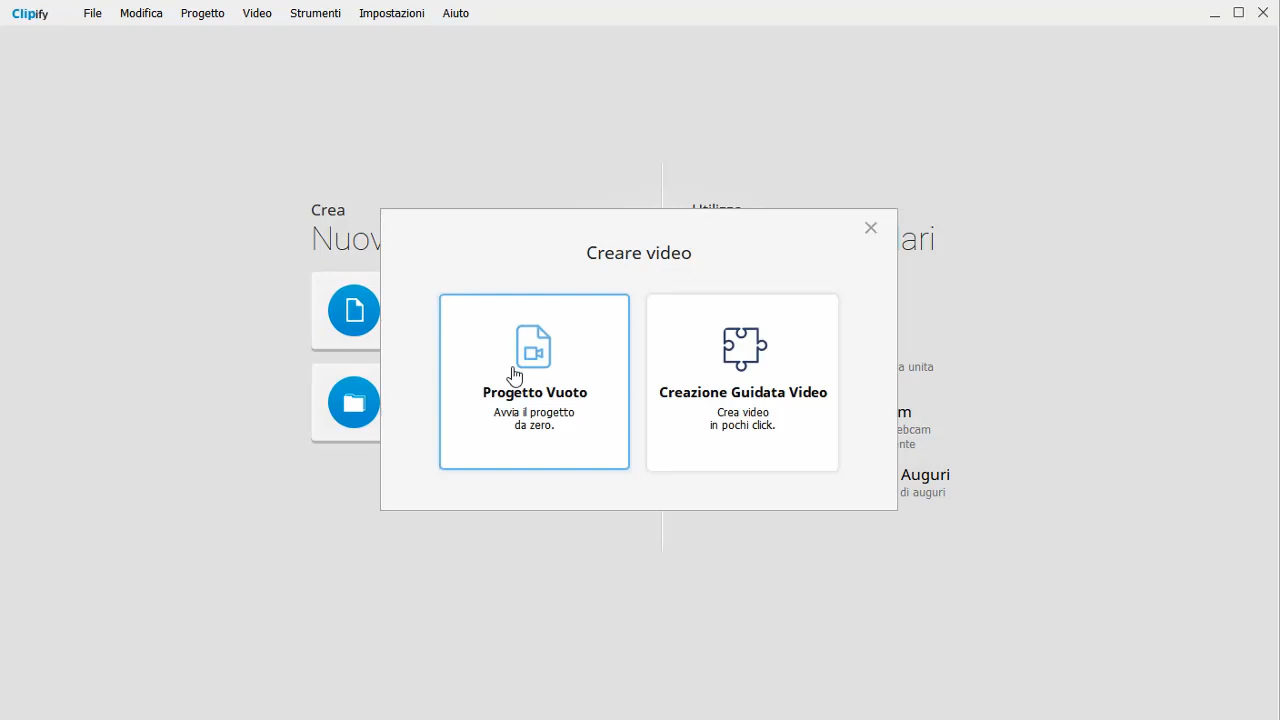 Clipify File Modifica Progetto Video Strumenti Impostazioni Aiuto
Crea
Creare video
Progetto Vuoto
Avvia il progetto
da zero.
Creazione Guidata Video
Crea video
in pochi click.
unita
Auguri
di auguri